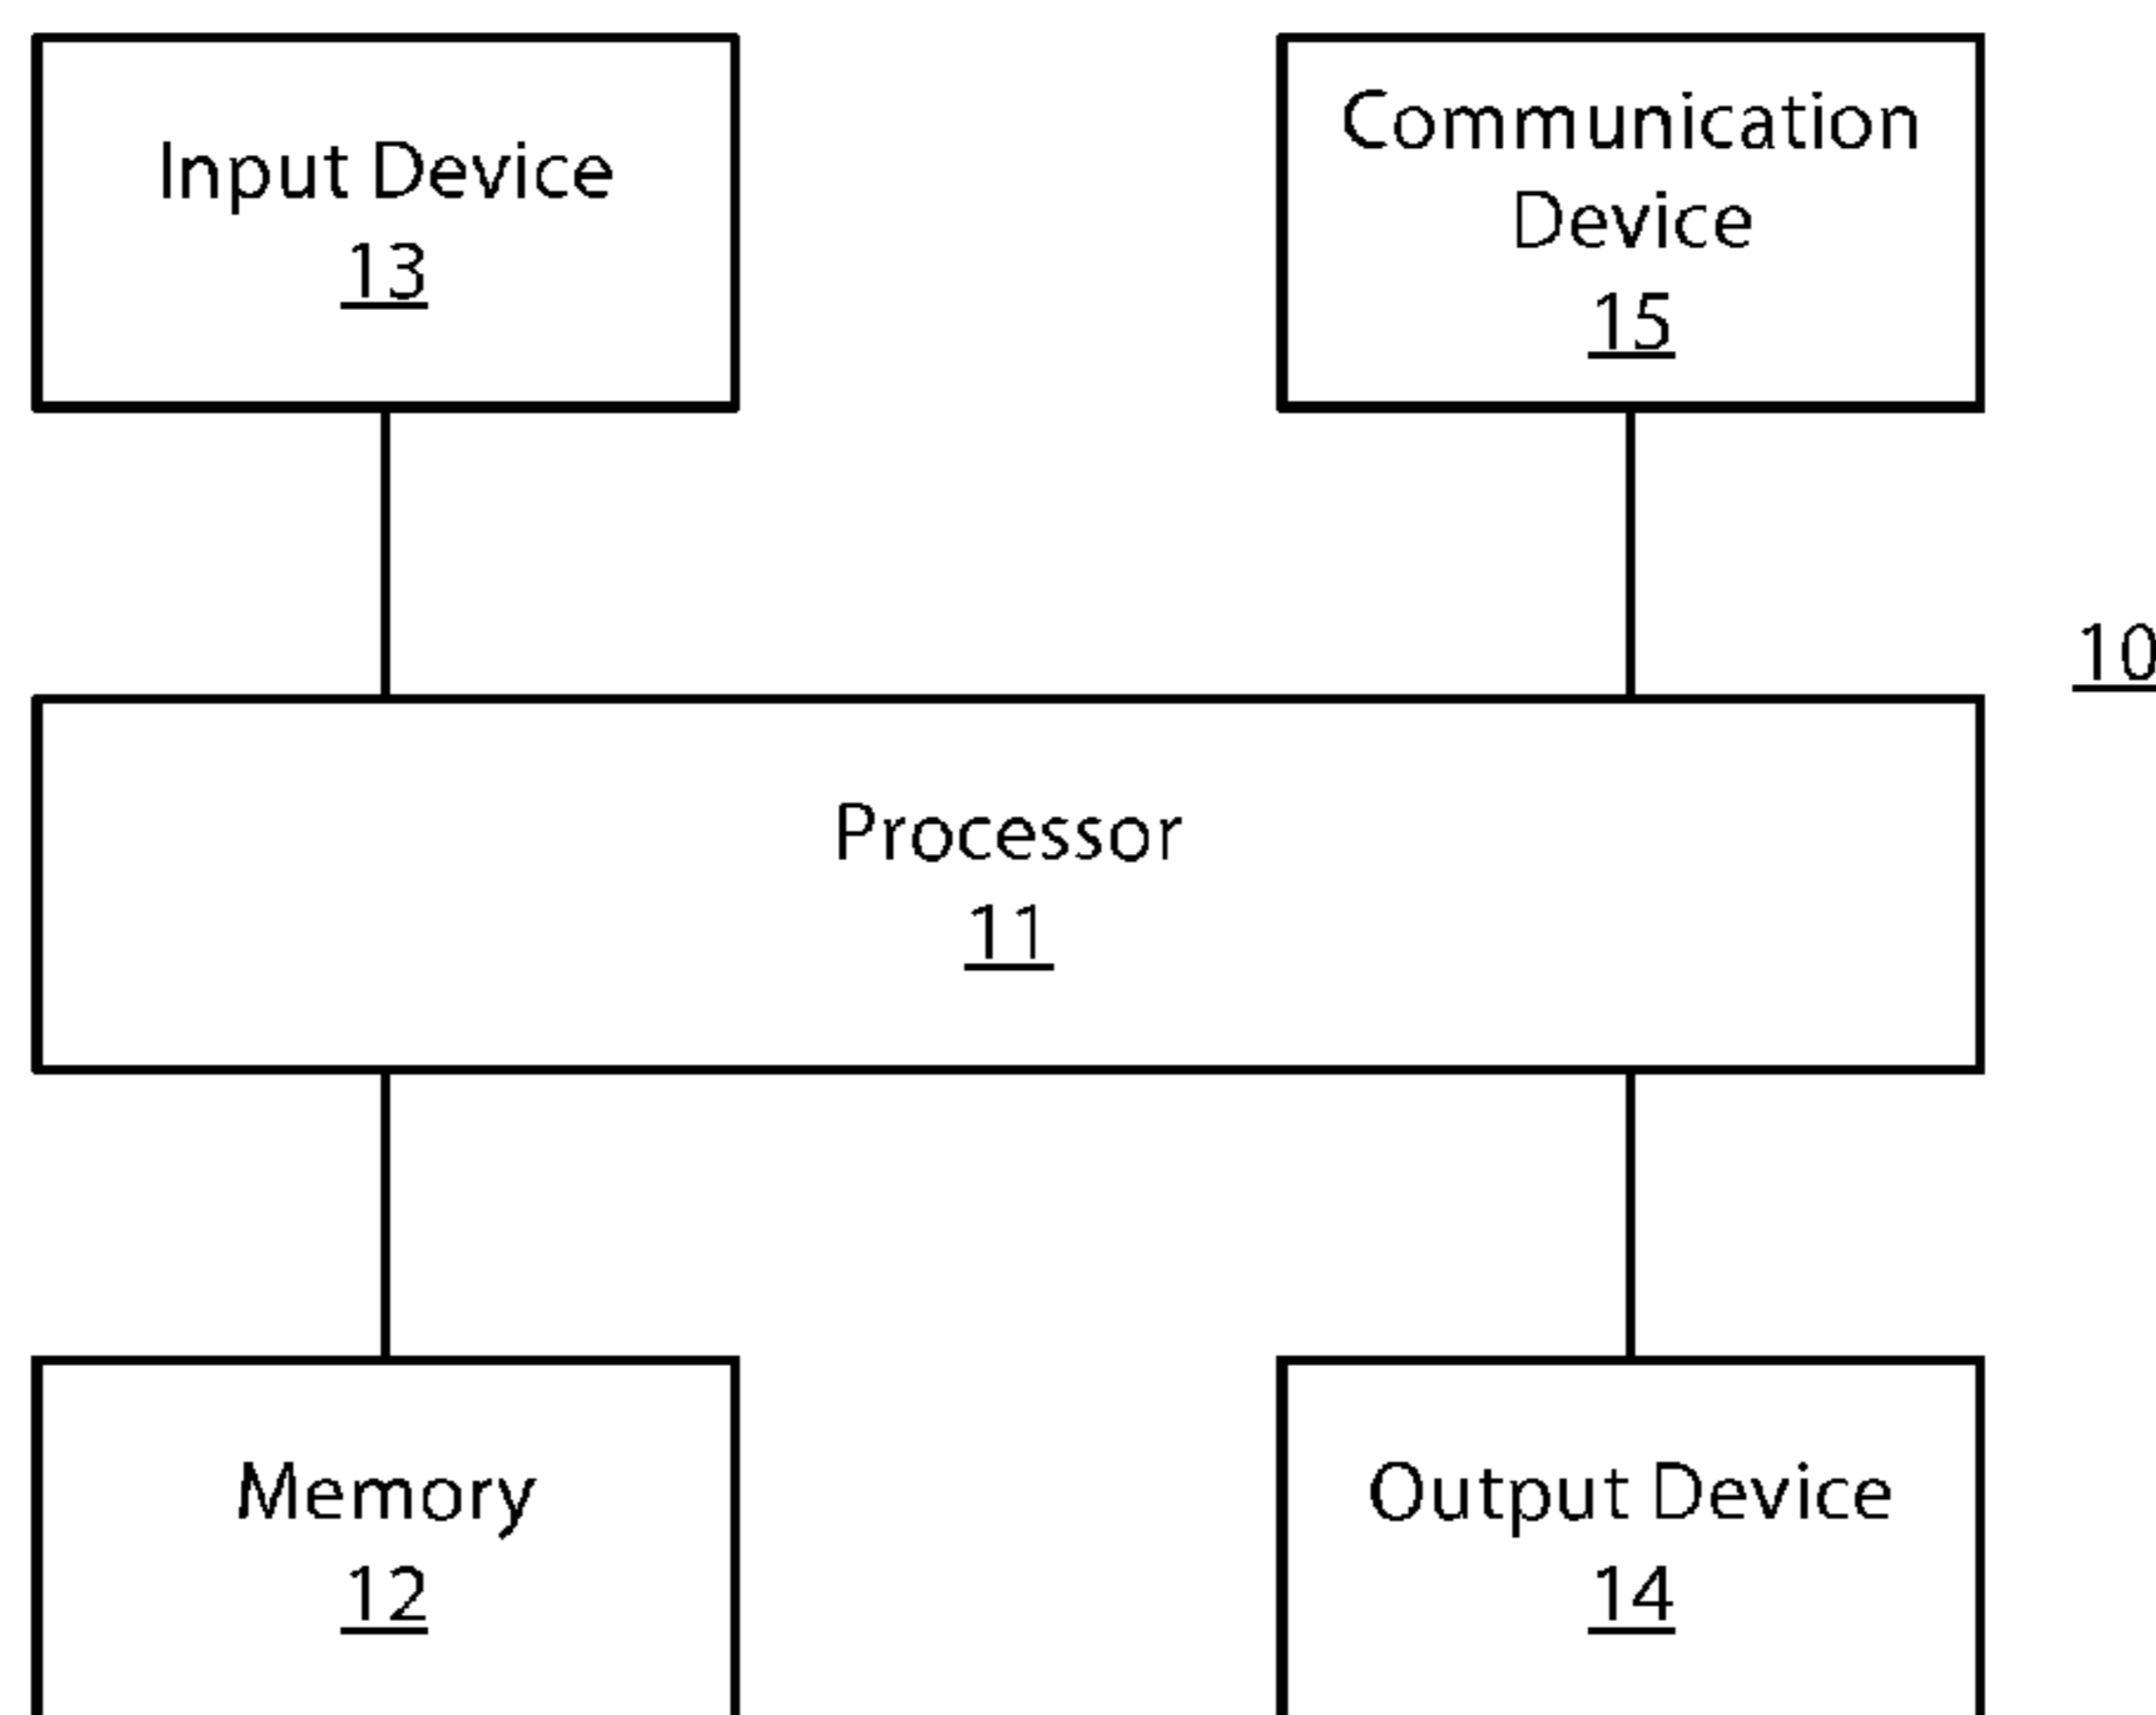 Input Device
13
Communication
Device
15
10
Processor
11
Memory
12
Output Device
14